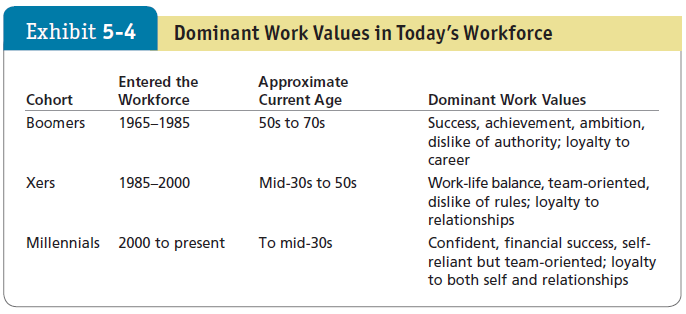 Exhibit 5-4 Dominant Work Values in Today's Workforce
Entered the Approximate
Cohort Workforce Current Age Dominant Work Values
Boomers 1965–1985 50s to 70s Success, achievement, ambition,
dislike of authority; loyalty to
career
Xers 1985–2000 Mid-30s to 50s Work-life balance, team-oriented,
dislike of rules; loyalty to
relationships
Millennials 2000 to present To mid-30s Confident, financial success, self-
reliant but team-oriented; loyalty
to both self and relationships